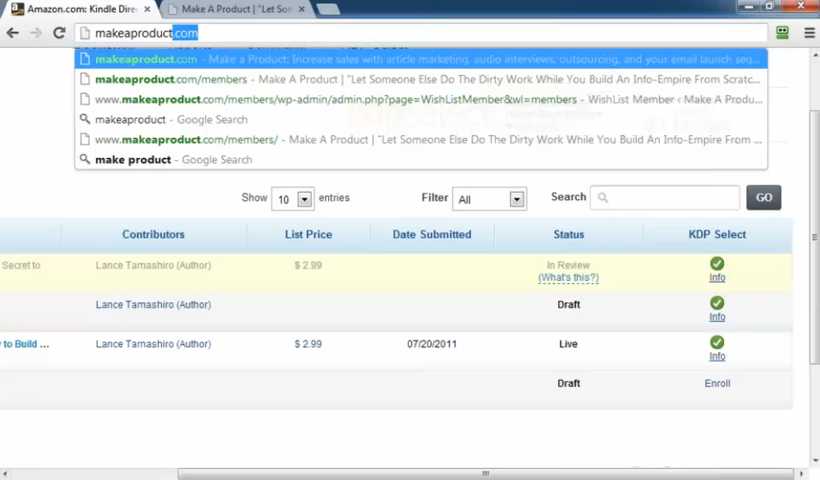 Amazon.com: Kindle Dire
Make A Product | "Let Som
makeaproduct.com
makeaproduct.com - Make a Product: Increase sales with article marketing, audio interviews, outsourcing, and your email launch seq...
makeaproduct.com/members - Make A Product | "Let Someone Else Do The Dirty Work While You Build An Info-Empire From Scratc...
www.makeaproduct.com/members/wp-admin/admin.php?page=WishListMember&wl=members - WishList Member ‹ Make A Produ...
makeaproduct - Google Search
www.makeaproduct.com/members/ - Make A Product | "Let Someone Else Do The Dirty Work While You Build An Info-Empire From ...
make product - Google Search
Show 10 entries Filter All Search GO
Contributors List Price Date Submitted Status KDP Select
Secret to Lance Tamashiro (Author) $ 2.99 In Review
(What's this?) Info
Lance Tamashiro (Author) Draft
Info
to Build ... Lance Tamashiro (Author) $ 2.99 07/20/2011 Live
Info
Draft Enroll